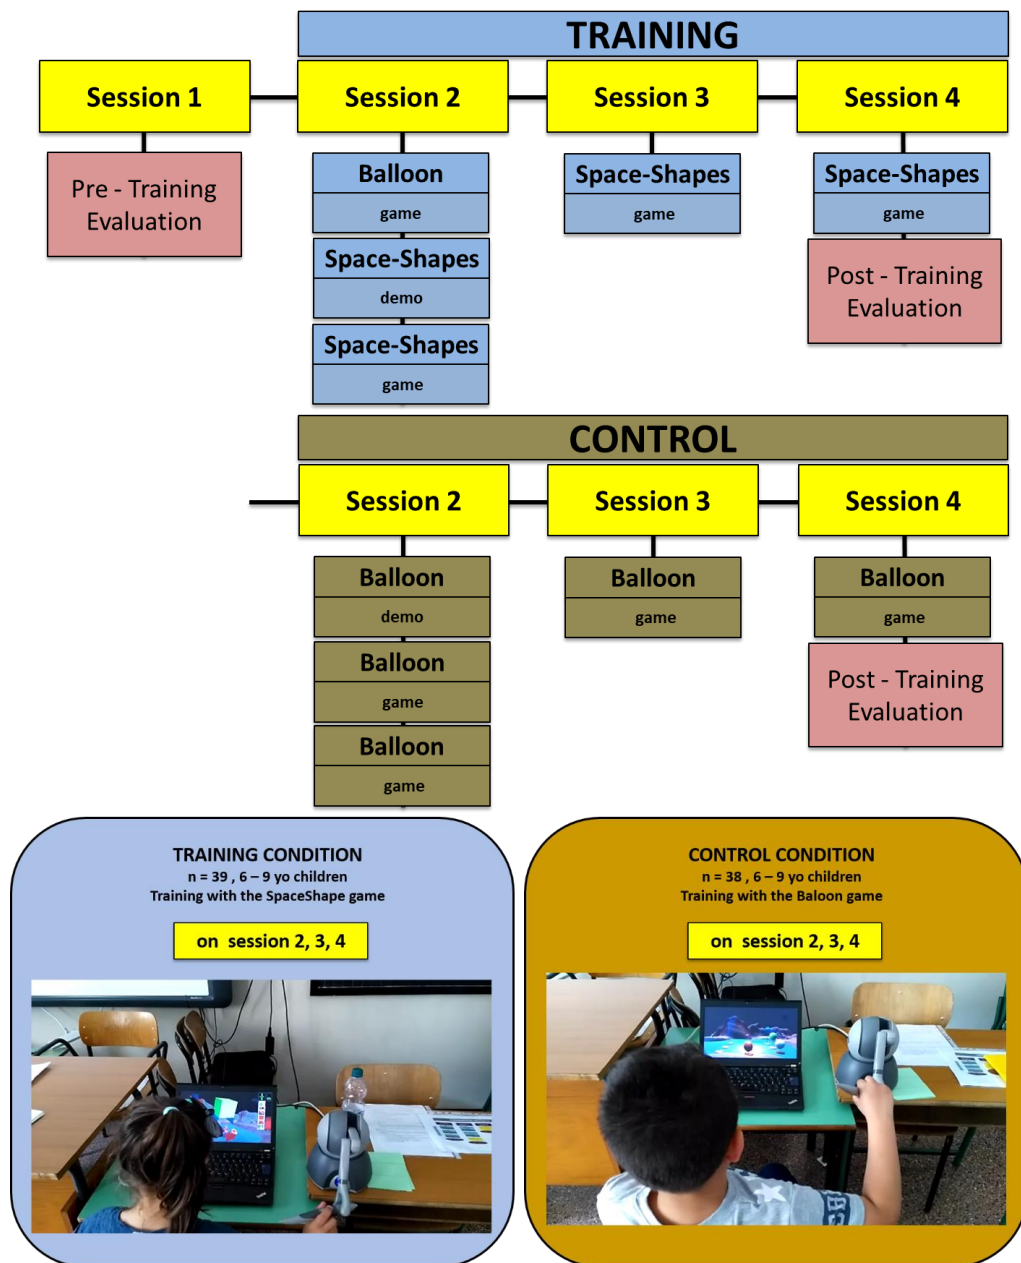 TRAINING
Session 1
Session 2
Session 3
Session 4
Pre - Training
Evaluation
Balloon
game
Space-Shapes
demo
Space-Shapes
game
Space-Shapes
game
Space-Shapes
game
Post - Training
Evaluation
CONTROL
Session 2
Session 3
Session 4
Balloon
demo
Balloon
game
Balloon
game
Balloon
game
Balloon
game
Post - Training
Evaluation
TRAINING CONDITION
n = 39 , 6 – 9 yo children
Training with the SpaceShape game
on session 2, 3, 4
CONTROL CONDITION
n = 38 , 6 – 9 yo children
Training with the Baloon game
on session 2, 3, 4